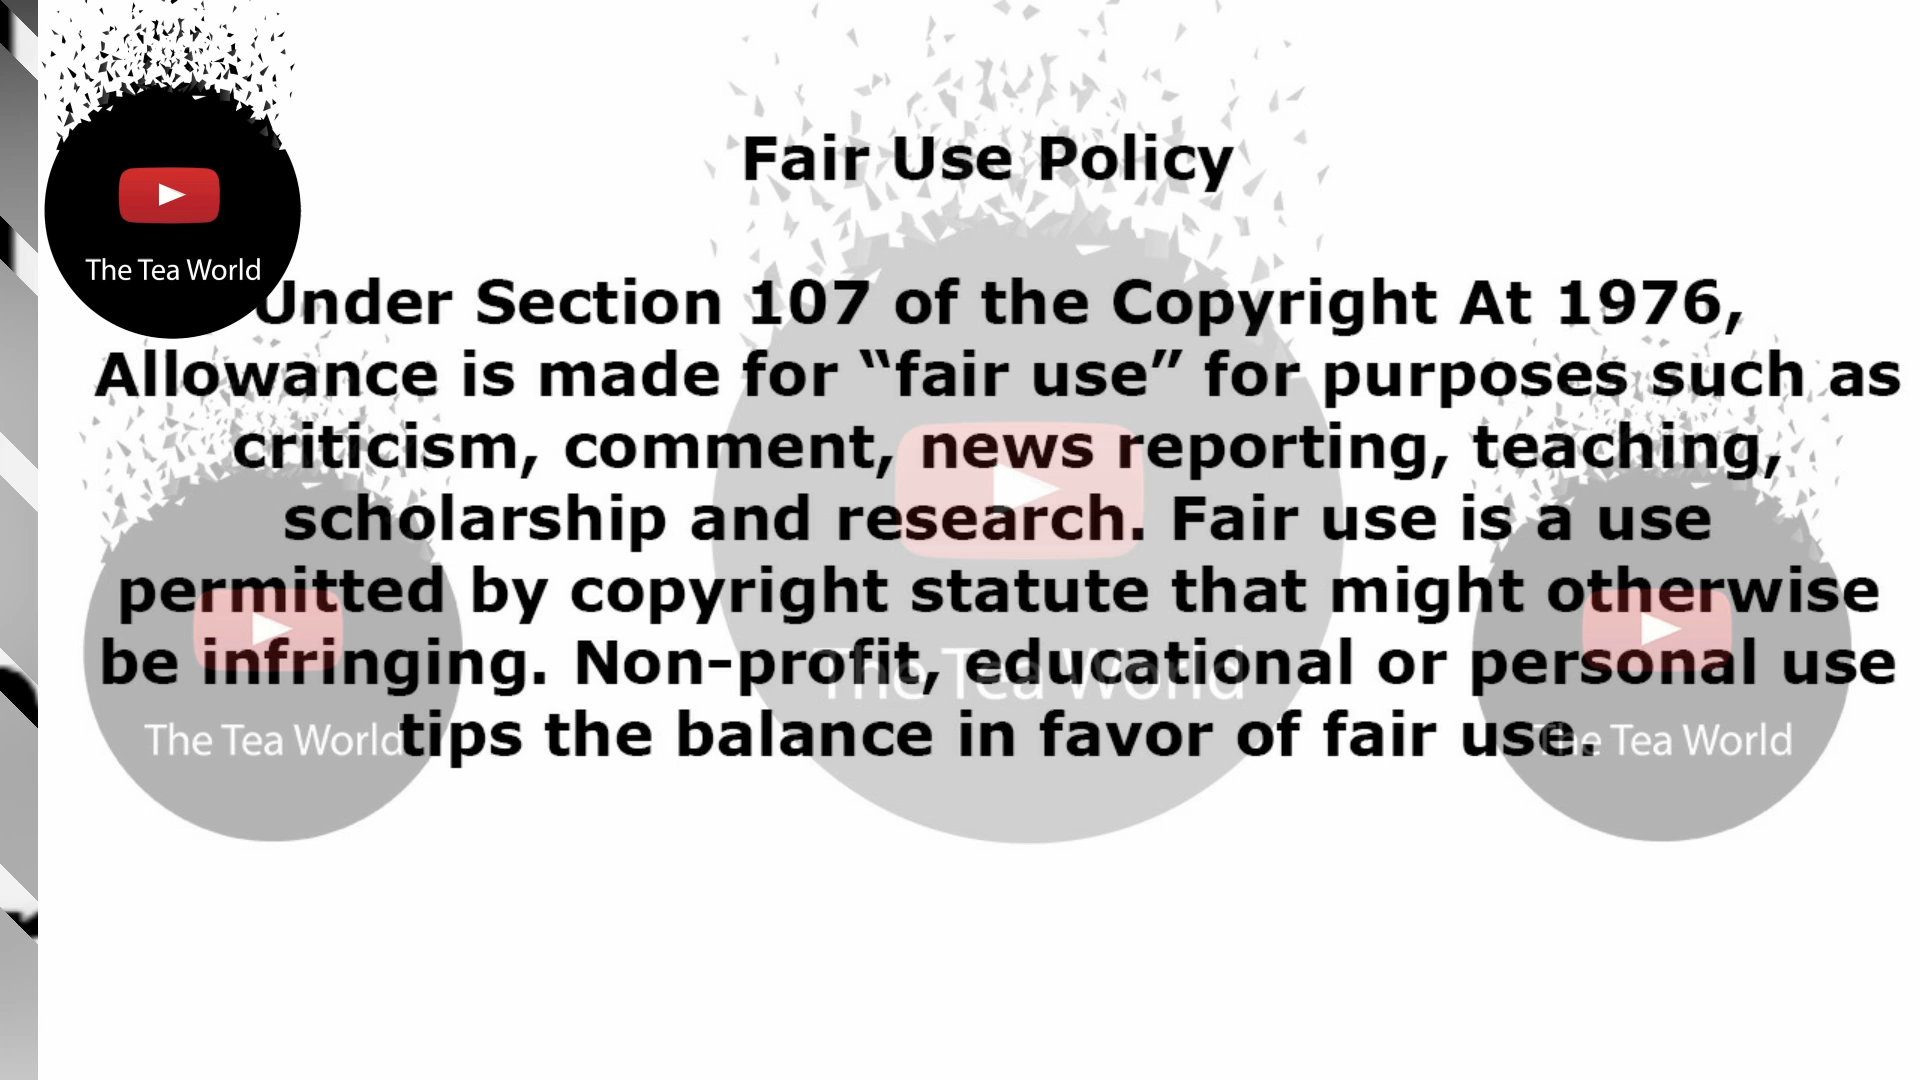 Fair Use Policy
The Tea World
Under Section 107 of the Copyright At 1976,
Allowance is made for “fair use” for purposes such as
criticism, comment, news reporting, teaching,
scholarship and research. Fair use is a use
permitted by copyright statute that might otherwise
be infringing. Non-profit, educational or personal use
The Tea World
tips the balance in favor of fair use.
The Tea World
The Tea World